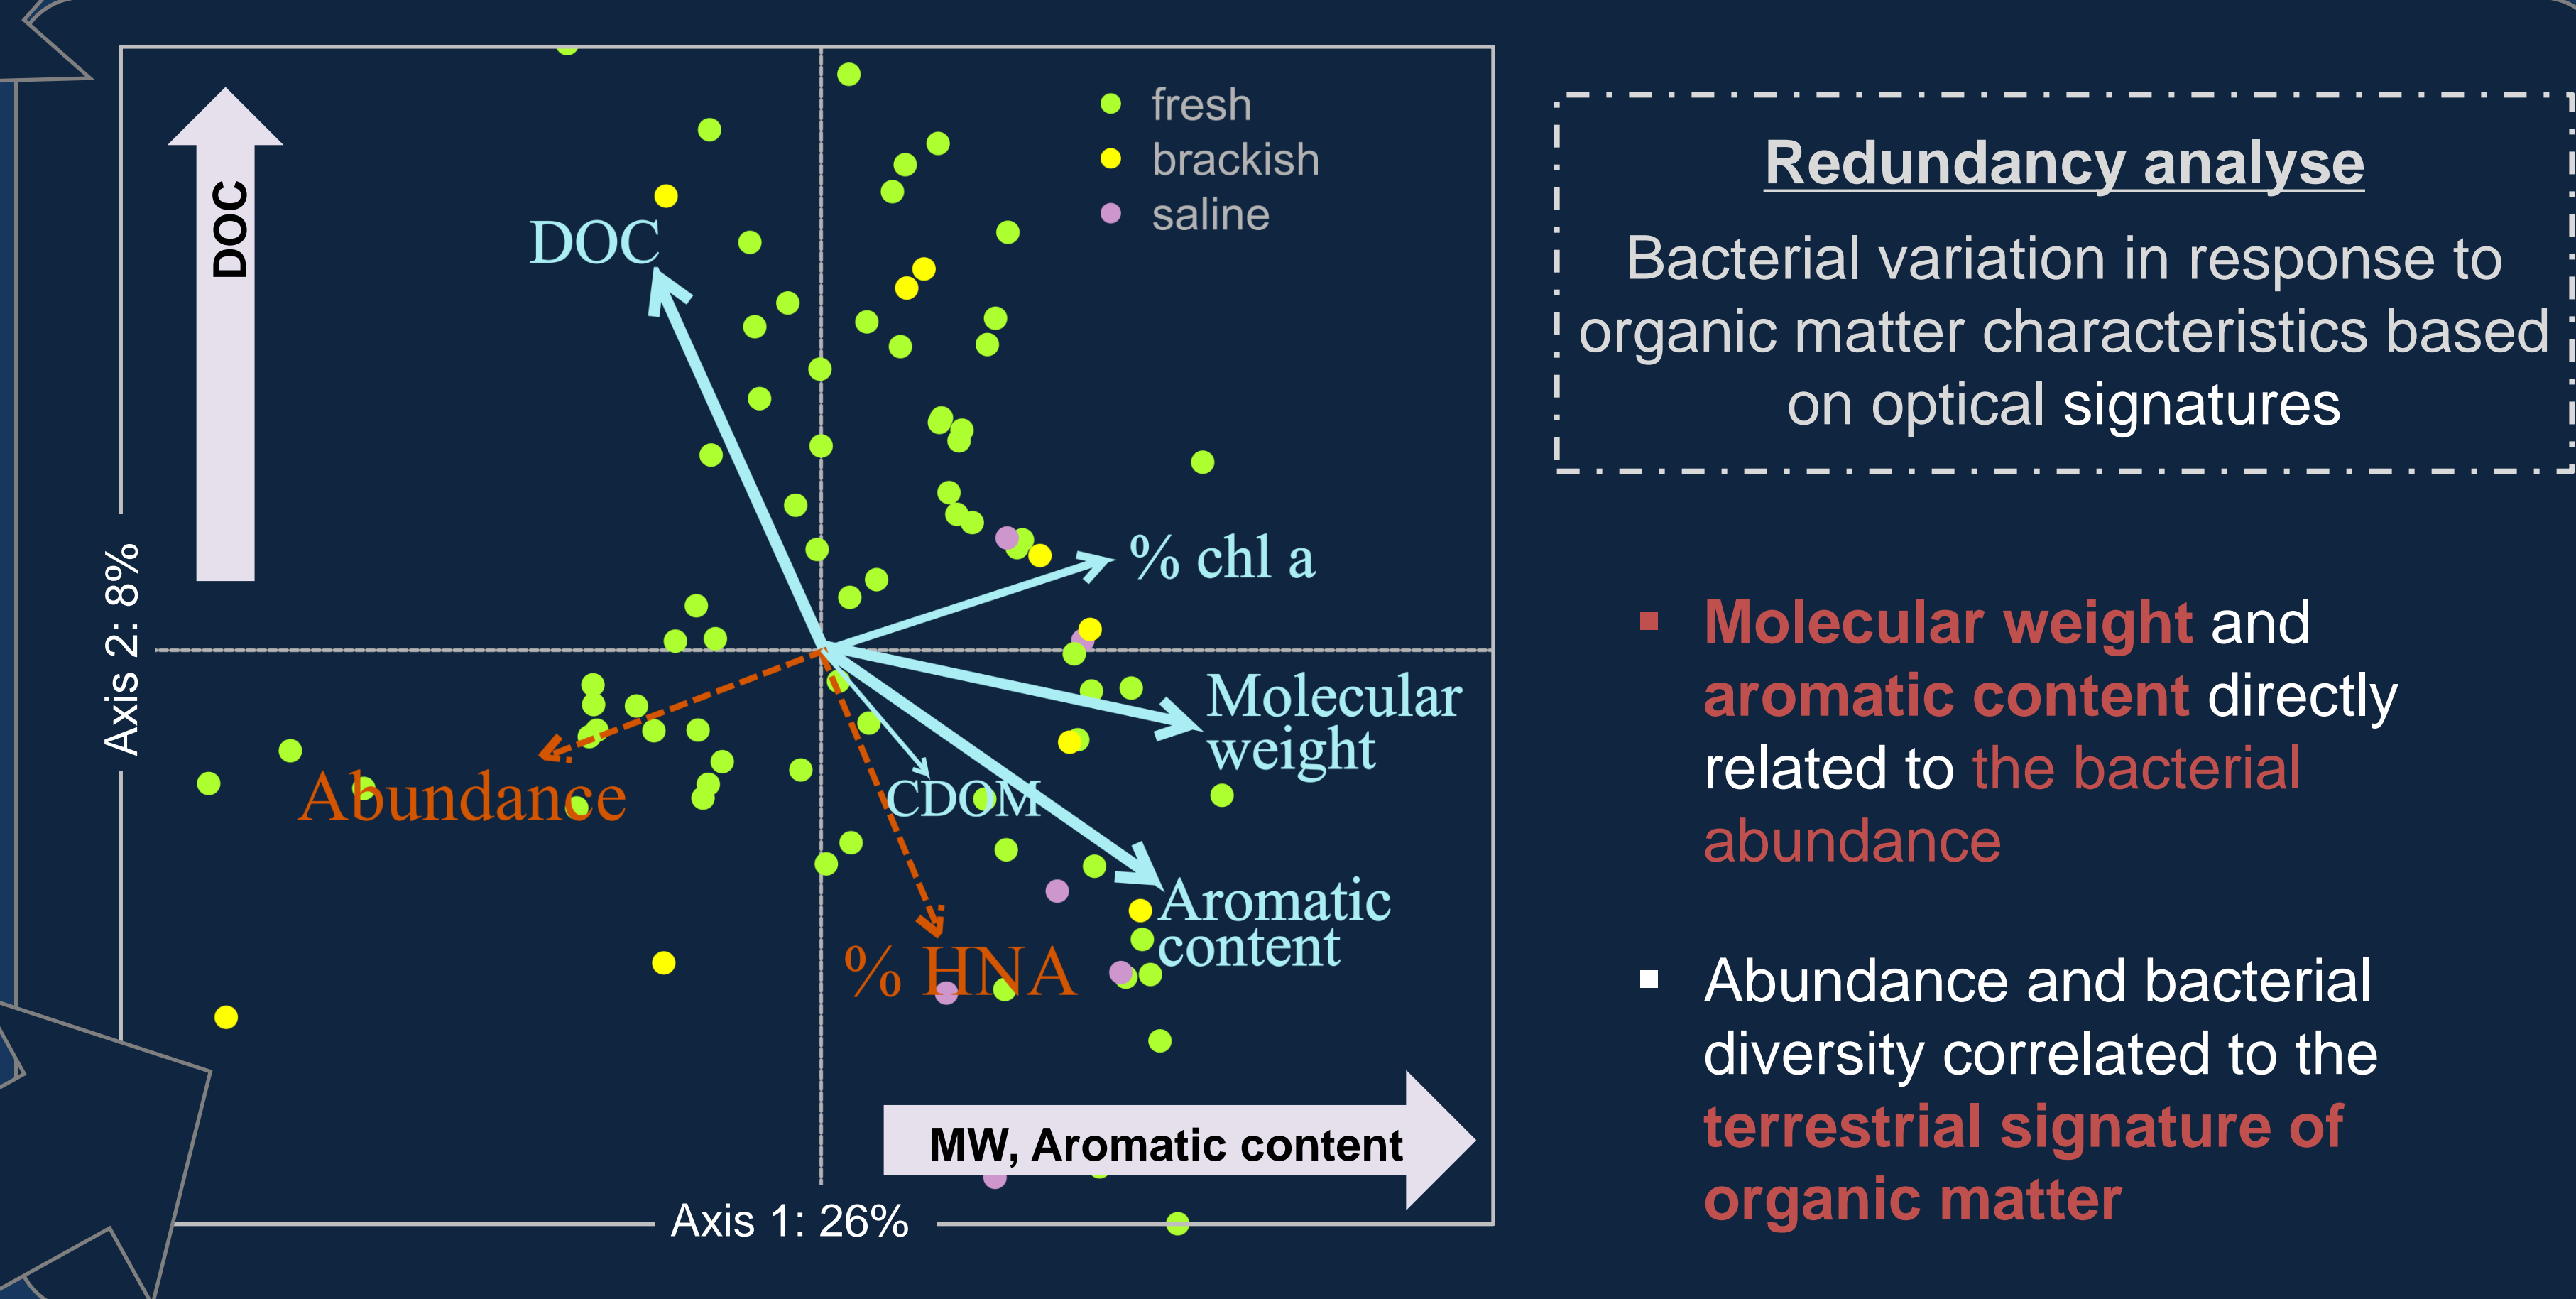 DOC
fresh
brackish
saline
DOC
% chl a
Molecular
weight
CDOM
Abundance
Aromatic
content
% HNA
MW, Aromatic content
Axis 2: 8%
Axis 1: 26%
Redundancy analyse
Bacterial variation in response to
organic matter characteristics based
on optical signatures
▪ Molecular weight and
aromatic content directly
related to the bacterial
abundance
▪ Abundance and bacterial
diversity correlated to the
terrestrial signature of
organic matter